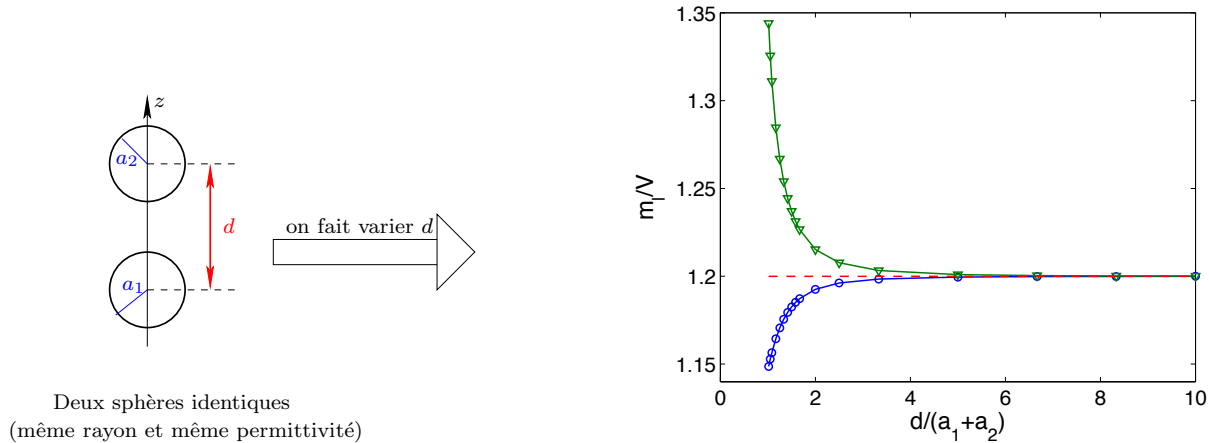 z
a₂
d
a₁
on fait varier d
Deux sphères identiques
(même rayon et même permittivité)
1.35
1.3
1.25
1.2
1.15
m_l/V
0
2
4
6
8
10
d/(a₁+a₂)